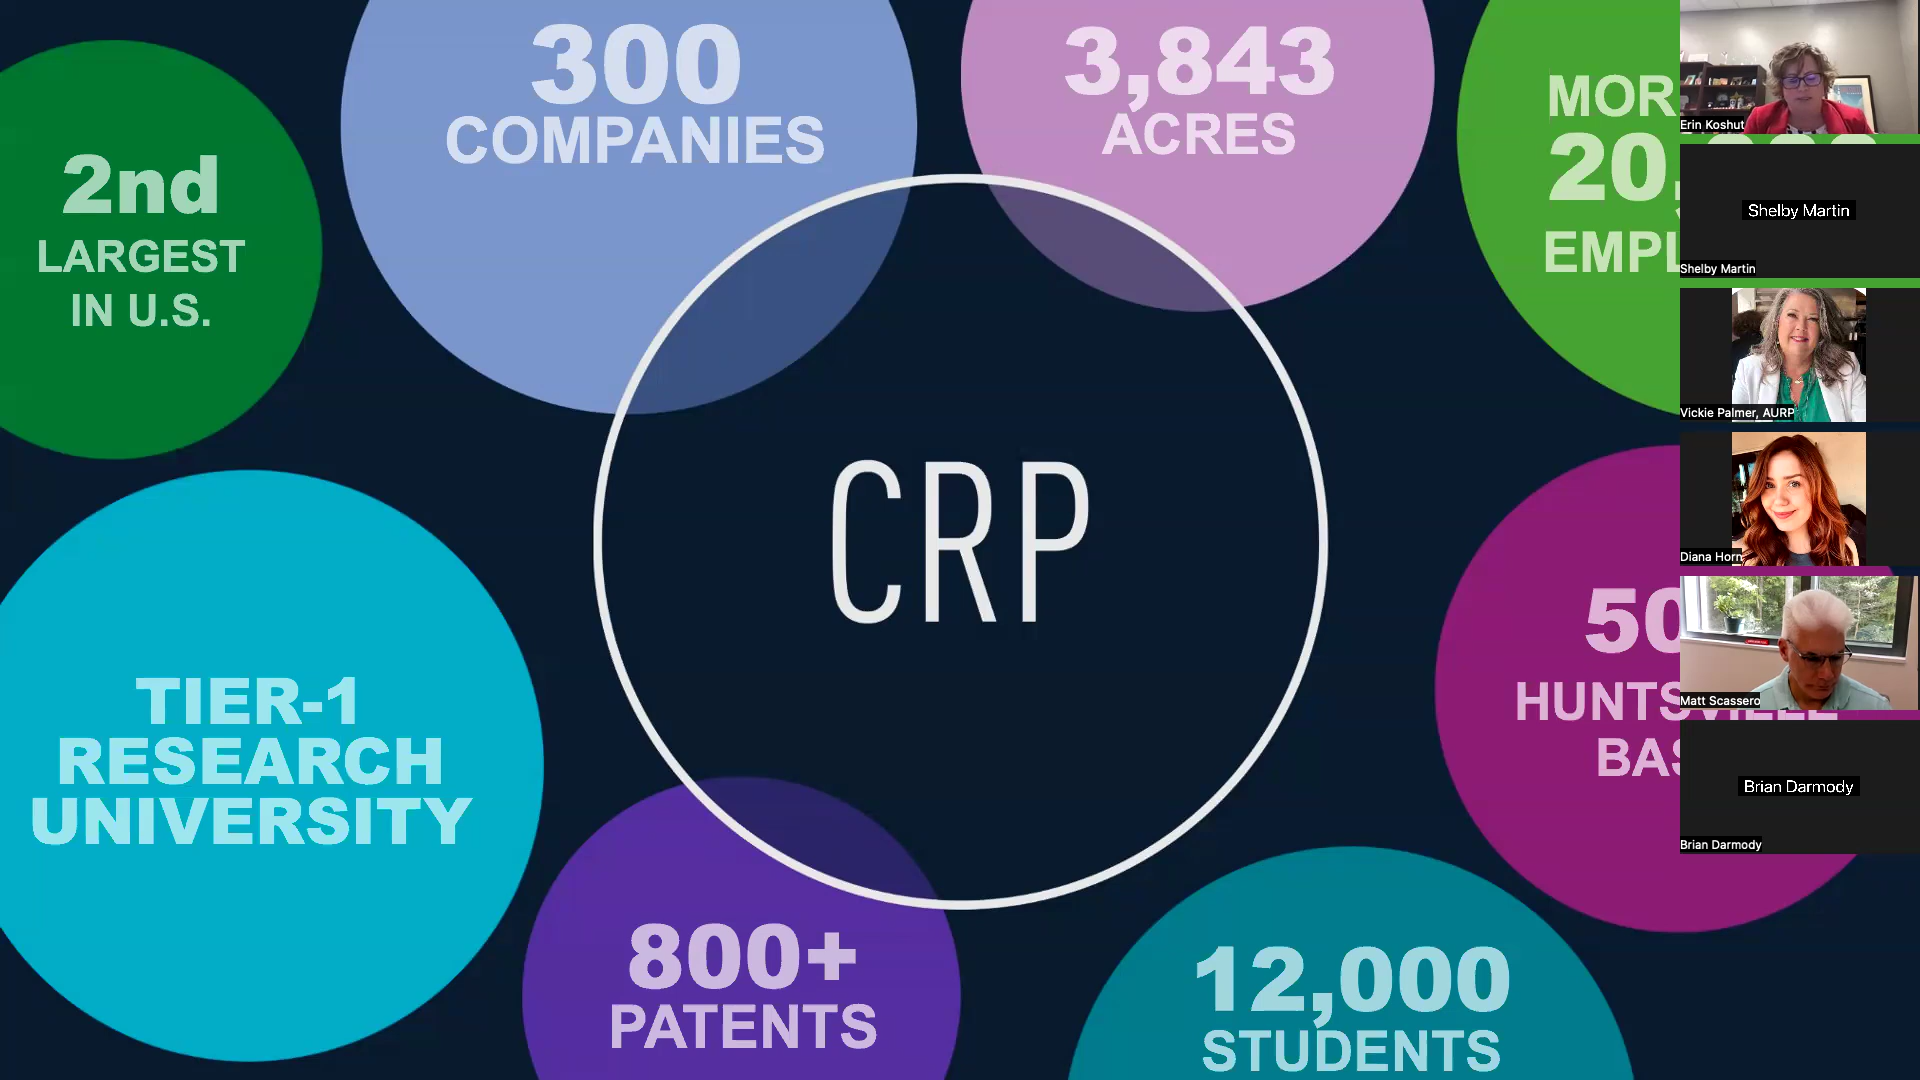 2nd
LARGEST
IN U.S.
300
COMPANIES
3,843
ACRES
MOR
20,
EMPL
CRP
TIER-1
RESEARCH
UNIVERSITY
800+
PATENTS
12,000
STUDENTS
50
HUNTSVILLE
BAS
Erin Koshut
Shelby Martin
Shelby Martin
Vickie Palmer, AURP
Diana Horn
Matt Scassero
Brian Darmody
Brian Darmody